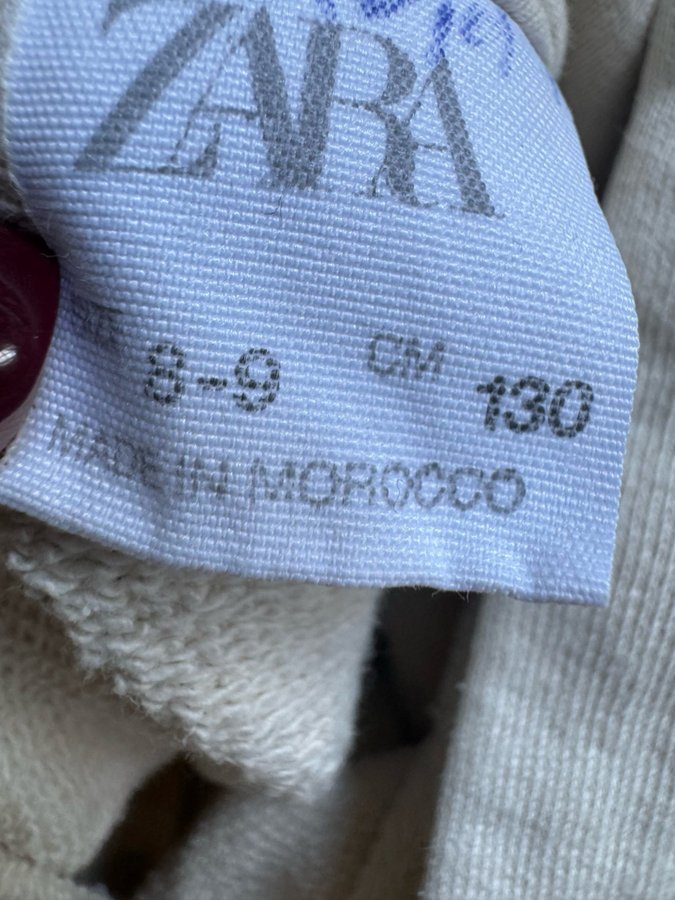 ZARA
8-9 CM 130
MADE IN MOROCCO